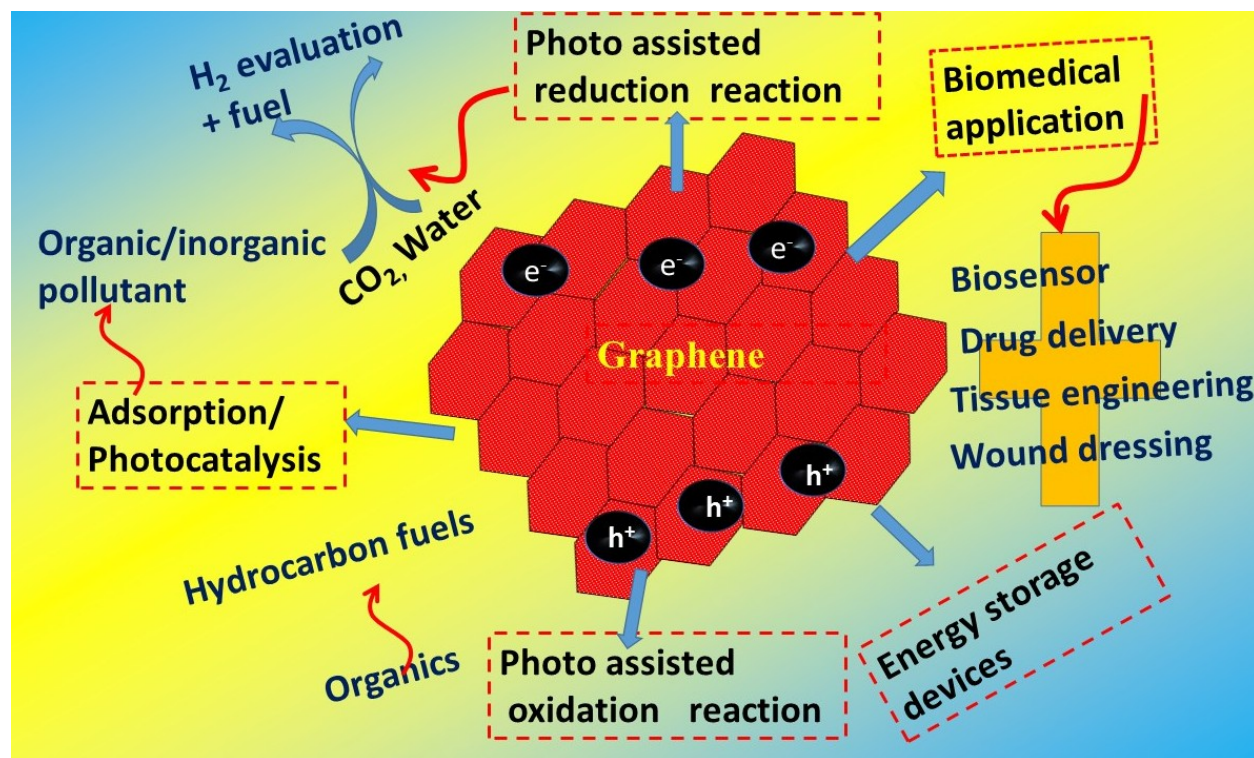 H₂ evaluation
+ fuel
Photo assisted
reduction reaction
Biomedical
application
CO₂, Water
Organic/inorganic
pollutant
e⁻
e⁻
e⁻
Biosensor
Drug delivery
Tissue engineering
Wound dressing
Graphene
Adsorption/
Photocatalysis
h⁺
h⁺
h⁺
Hydrocarbon fuels
Organics
Photo assisted
oxidation reaction
Energy storage
devices